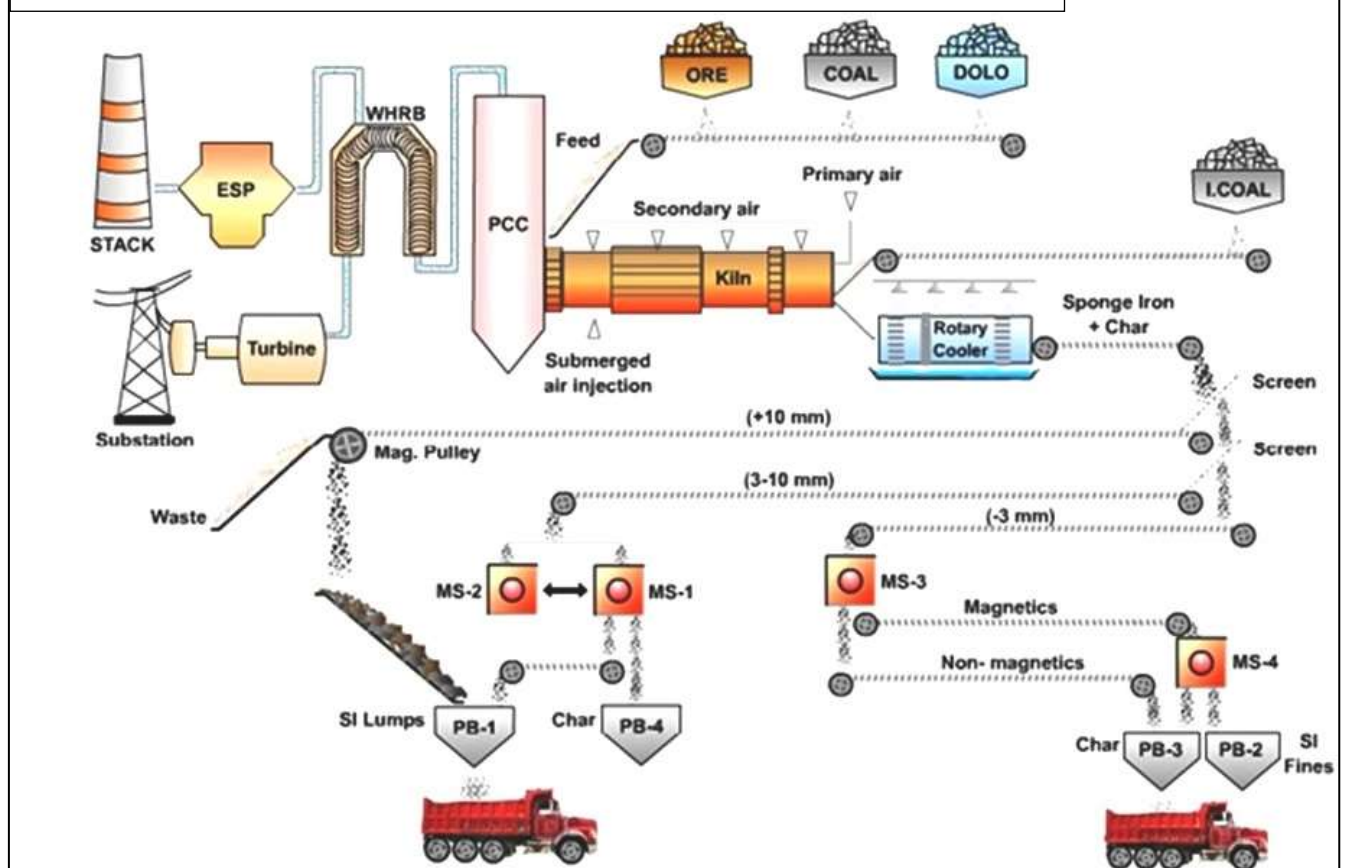 ORE
COAL
DOLO
WHRB
Feed
I.COAL
Primary air
ESP
PCC
Secondary air
STACK
Kiln
Sponge Iron
+ Char
Rotary
Cooler
Turbine
Submerged
air injection
Screen
Substation
(+10 mm)
Mag. Pulley
Screen
(3-10 mm)
Waste
(-3 mm)
MS-2
MS-1
MS-3
Magnetics
Non- magnetics
MS-4
SI Lumps
PB-1
Char
PB-4
Char
PB-3
PB-2
SI
Fines